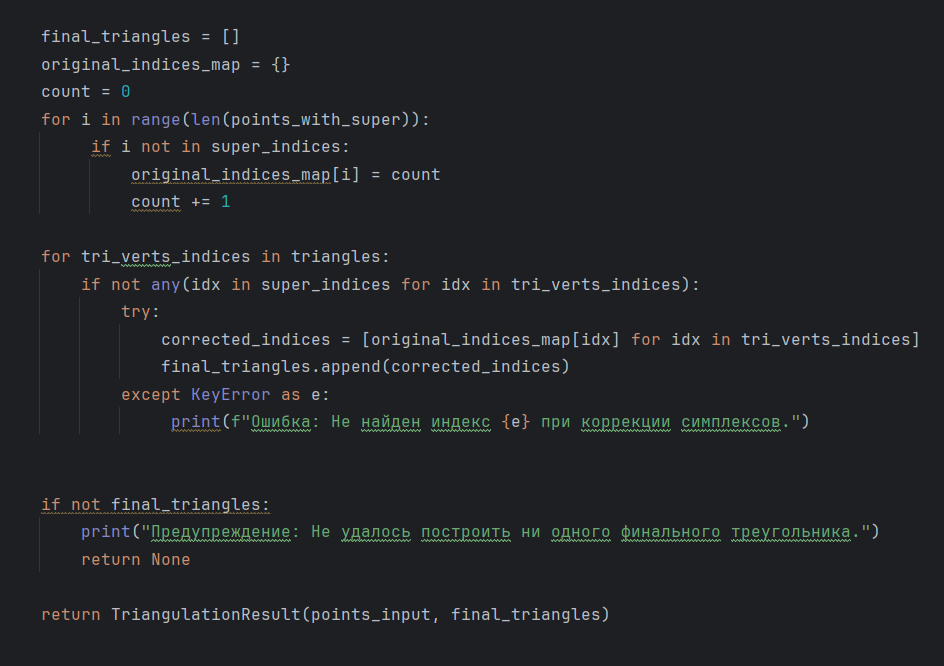 final_triangles = []
original_indices_map = {}
count = 0
for i in range(len(points_with_super)):
     if i not in super_indices:
         original_indices_map[i] = count
         count += 1

for tri_verts_indices in triangles:
    if not any(idx in super_indices for idx in tri_verts_indices):
        try:
            corrected_indices = [original_indices_map[idx] for idx in tri_verts_indices]
            final_triangles.append(corrected_indices)
        except KeyError as e:
             print(f"Ошибка: Не найден индекс {e} при коррекции симплексов.")


if not final_triangles:
    print("Предупреждение: Не удалось построить ни одного финального треугольника.")
    return None

return TriangulationResult(points_input, final_triangles)